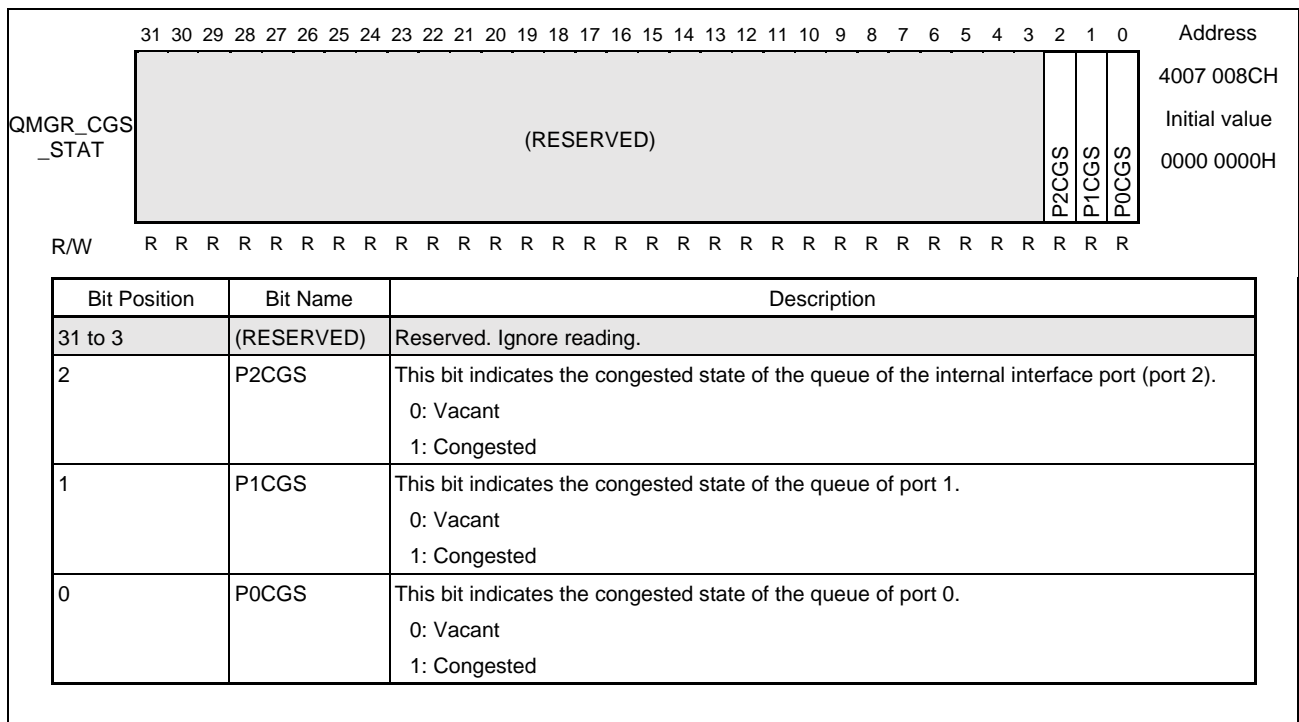 31 30 29 28 27 26 25 24 23 22 21 20 19 18 17 16 15 14 13 12 11 10 9 8 7 6 5 4 3 2 1 0 Address
4007 008CH
QMGR_CGS
_STAT
(RESERVED)
P2CGS
P1CGS
P0CGS
Initial value
0000 0000H
R/W R R R R R R R R R R R R R R R R R R R R R R R R R R R R R R R R
Bit Position Bit Name Description
31 to 3 (RESERVED) Reserved. Ignore reading.
2 P2CGS This bit indicates the congested state of the queue of the internal interface port (port 2).
0: Vacant
1: Congested
1 P1CGS This bit indicates the congested state of the queue of port 1.
0: Vacant
1: Congested
0 P0CGS This bit indicates the congested state of the queue of port 0.
0: Vacant
1: Congested